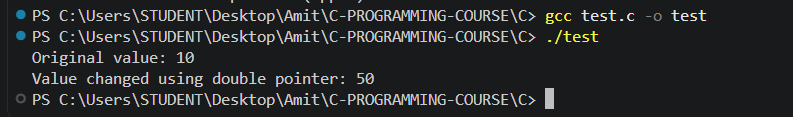 PS C:\Users\STUDENT\Desktop\Amit\C-PROGRAMMING-COURSE\C> gcc test.c -o test
PS C:\Users\STUDENT\Desktop\Amit\C-PROGRAMMING-COURSE\C> ./test
Original value: 10
Value changed using double pointer: 50
PS C:\Users\STUDENT\Desktop\Amit\C-PROGRAMMING-COURSE\C>